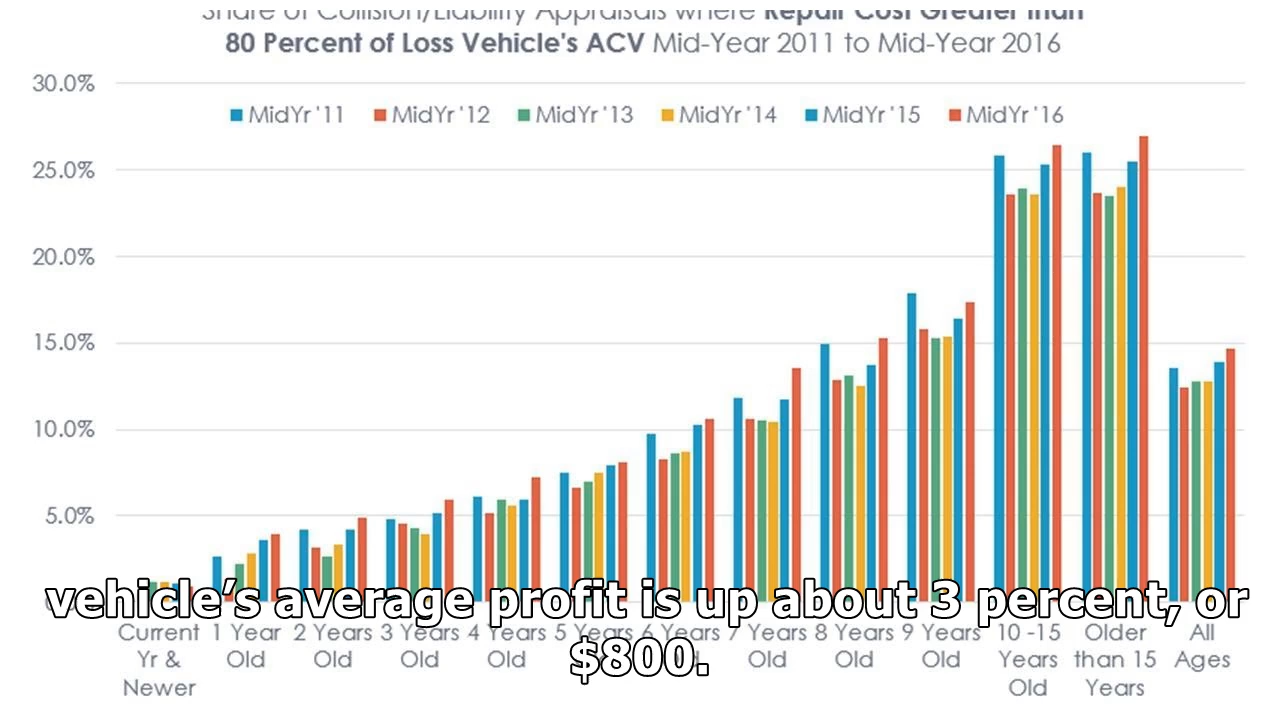 Share of Collision/Liability Appraisals where Repair Cost Greater than
80 Percent of Loss Vehicle's ACV Mid-Year 2011 to Mid-Year 2016
30.0%
MidYr '11 MidYr '12 MidYr '13 MidYr '14 MidYr '15 MidYr '16
25.0%
20.0%
15.0%
10.0%
5.0%
vehicle's average profit is up about 3 percent, or
$800.
Current Yr & Newer
1 Year Old
2 Years Old
3 Years Old
4 Years Old
5 Years
6 Years
7 Years Old
8 Years Old
9 Years Old
10 -15 Years Old
Older than 15 Years
All Ages